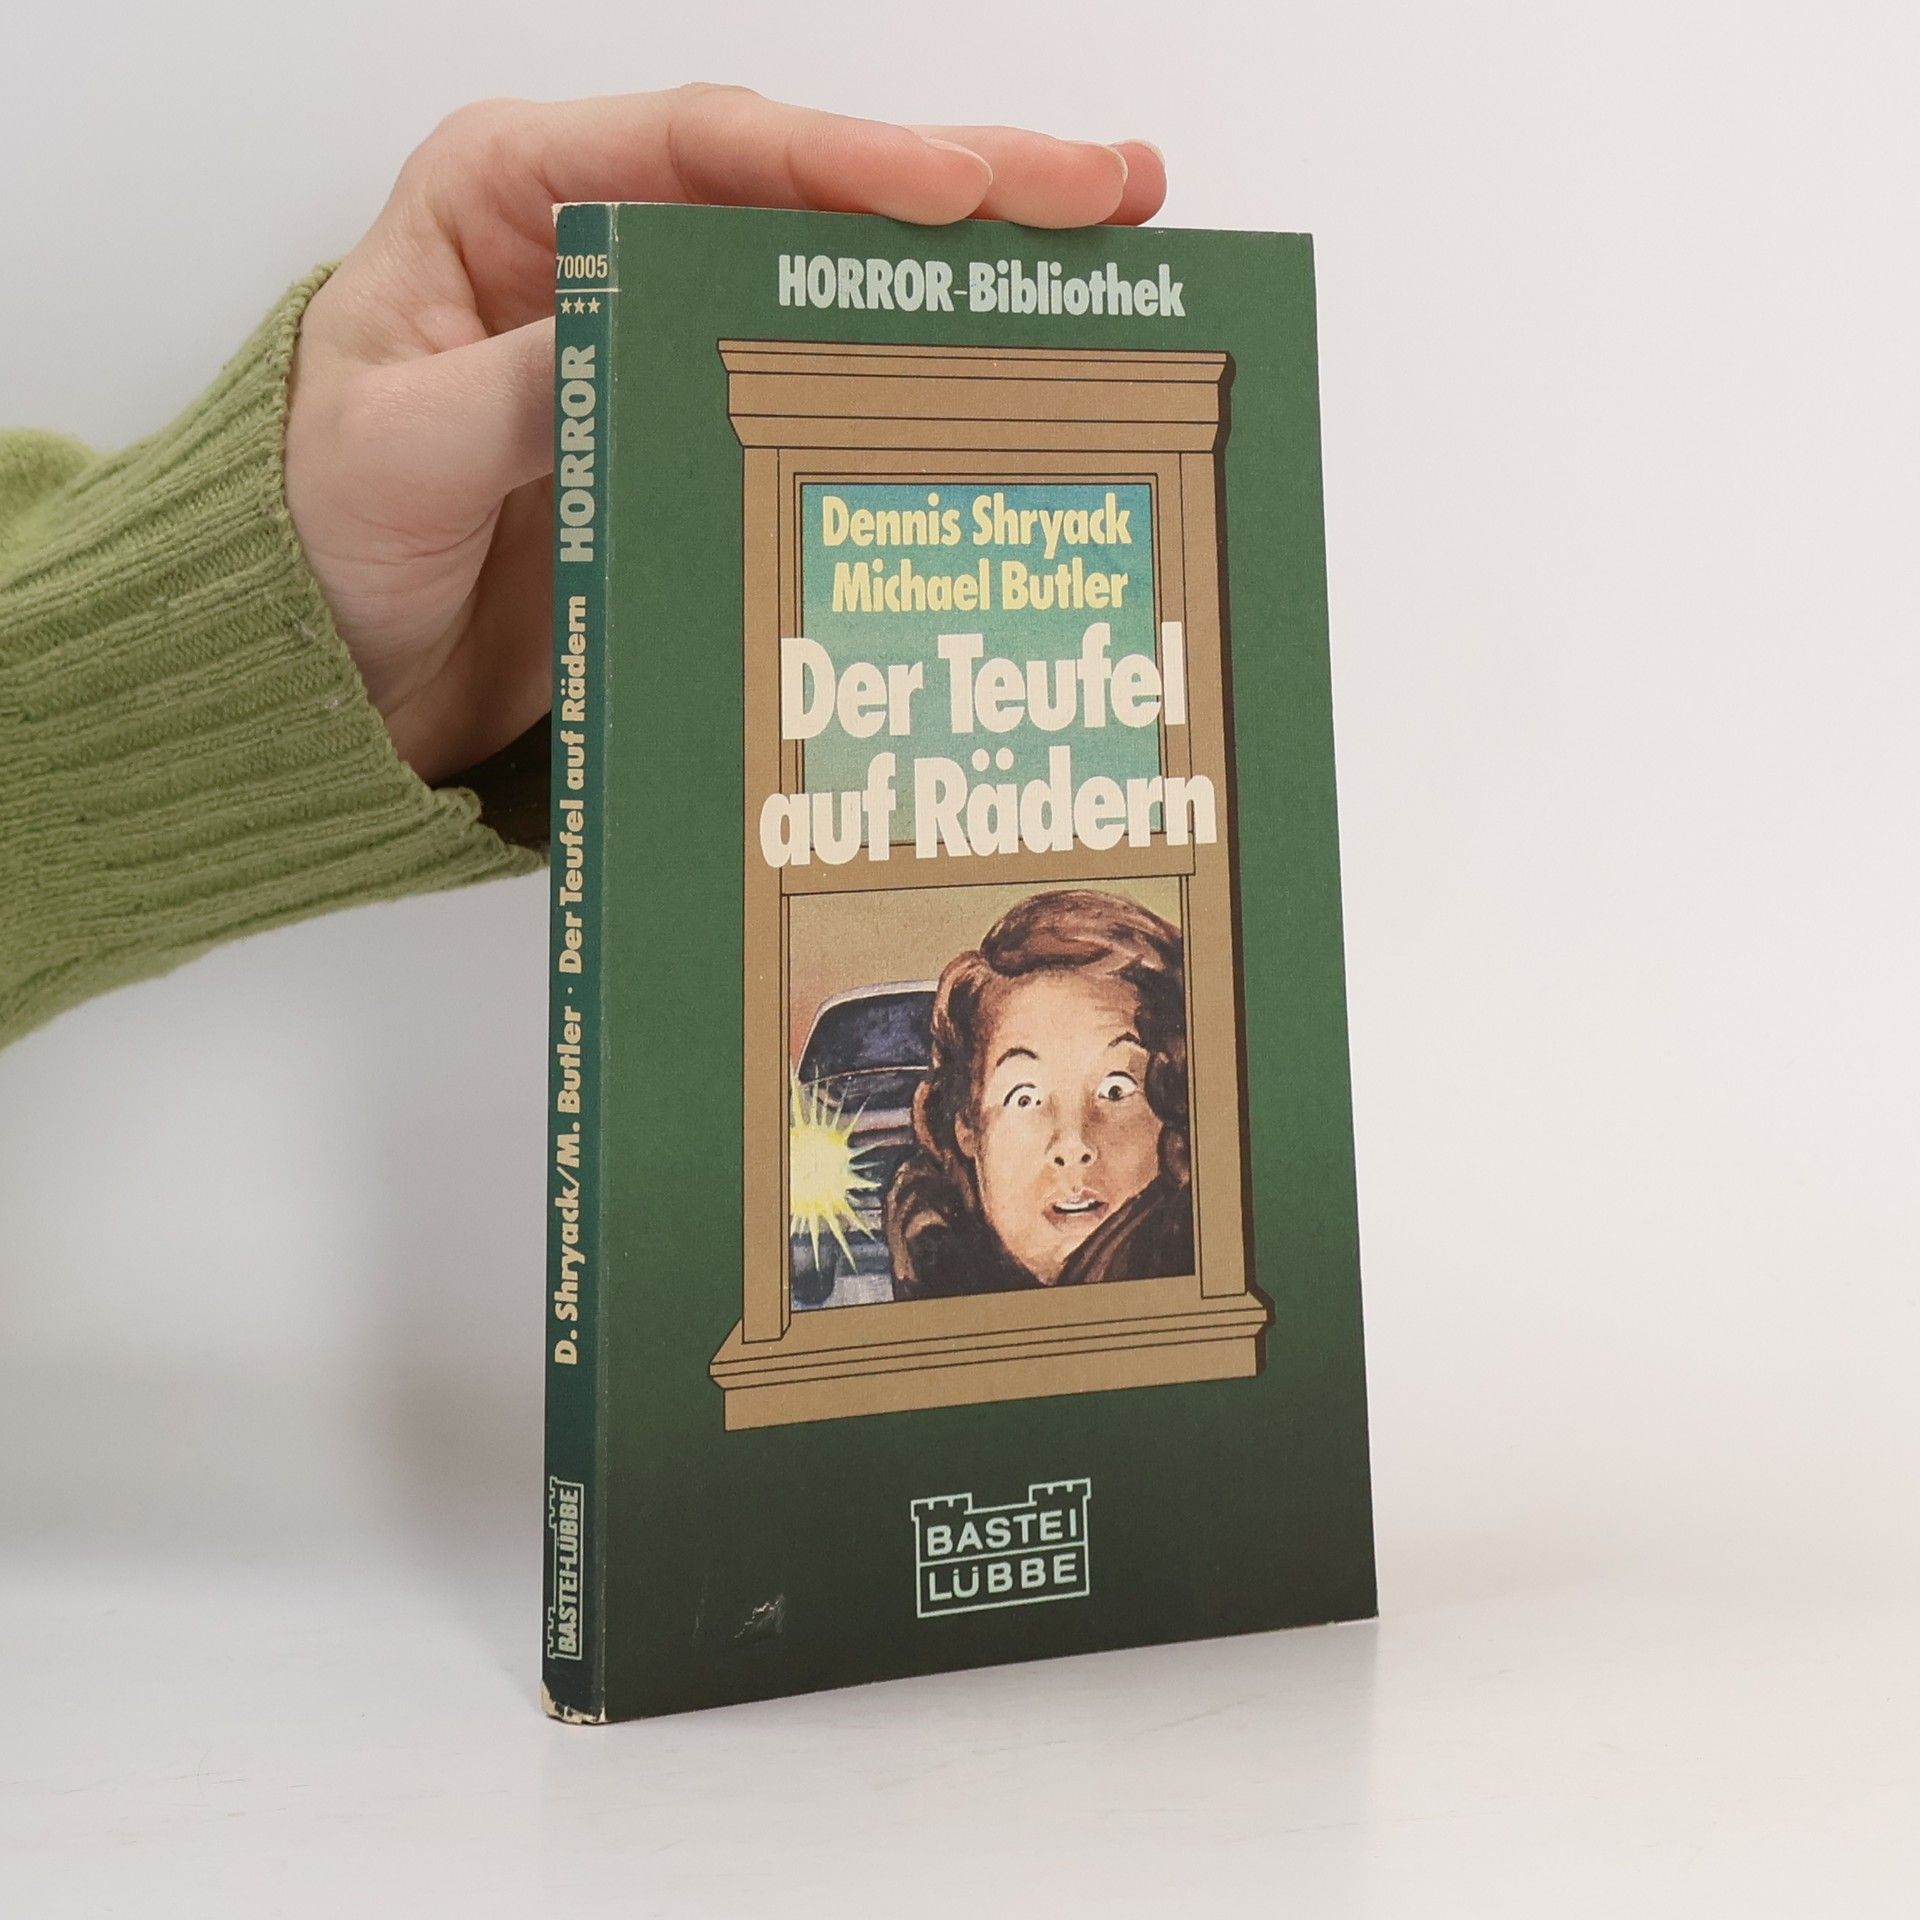 HORROR-Bibliothek
Dennis Shryack
Michael Butler
Der Teufel
auf Rädern
BASTEI
LÜBBE
70005
***
HORROR
D. Shryack/M. Butler · Der Teufel auf Rädern
BASTEI-LÜBBE